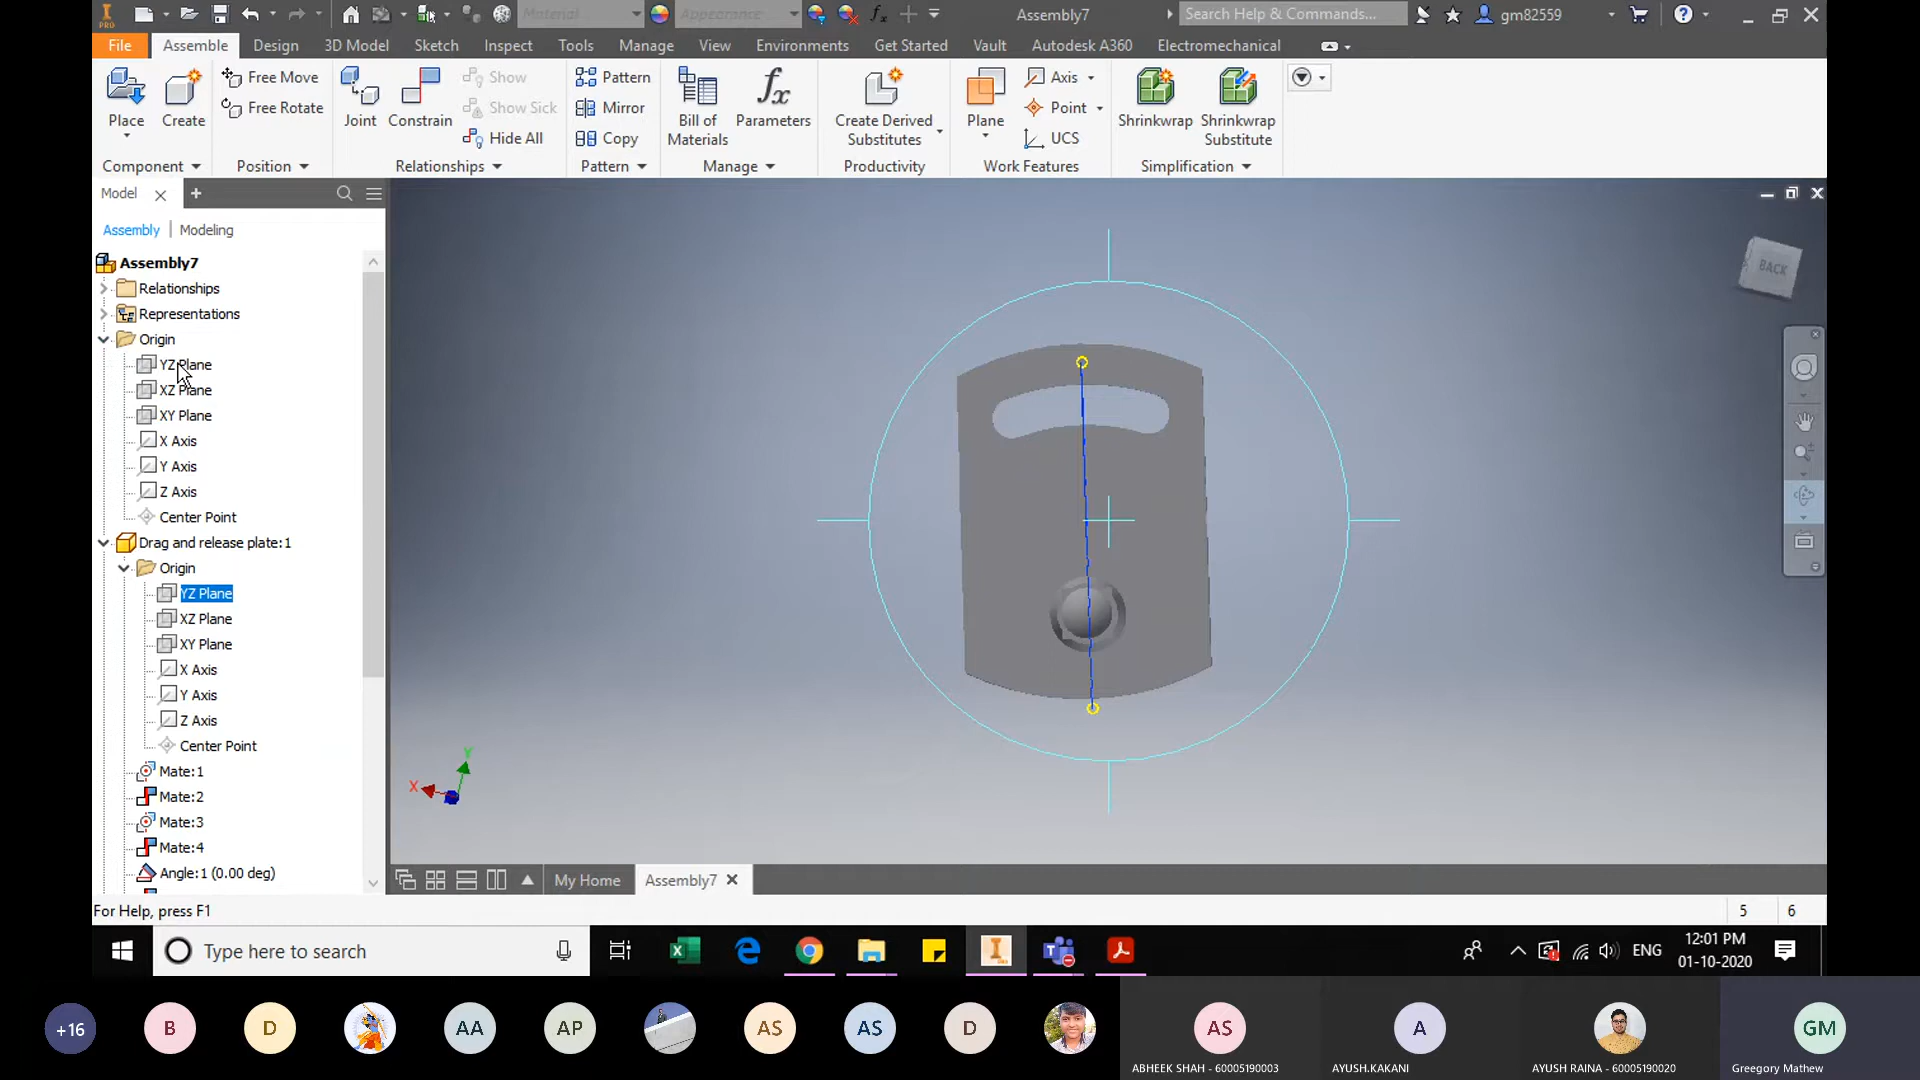 PRO
Material
Appearance
Assembly7
Search Help & Commands...
gm82559
File Assemble Design 3D Model Sketch Inspect Tools Manage View Environments Get Started Vault Autodesk A360 Electromechanical
Place Create Free Move Free Rotate Joint Constrain Show Show Sick Hide All Pattern Mirror Copy Bill of Materials fx Parameters Create Derived Substitutes Plane Axis Point UCS Shrinkwrap Shrinkwrap Substitute
Component Position Relationships Pattern Manage Productivity Work Features Simplification
Model
Assembly | Modeling
Assembly7
Relationships
Representations
Origin
YZ Plane
XZ Plane
XY Plane
X Axis
Y Axis
Z Axis
Center Point
Drag and release plate:1
Origin
YZ Plane
XZ Plane
XY Plane
X Axis
Y Axis
Z Axis
Center Point
Mate:1
Mate:2
Mate:3
Mate:4
Angle:1 (0.00 deg)
BACK
Y
X
My Home Assembly7
For Help, press F1 5 6
Type here to search
ENG
12:01 PM
01-10-2020
+16 B D AA AP AS AS D AS A GM
ABHEEK SHAH - 60005190003 AYUSH.KAKANI AYUSH RAINA - 60005190020 Greegory Mathew